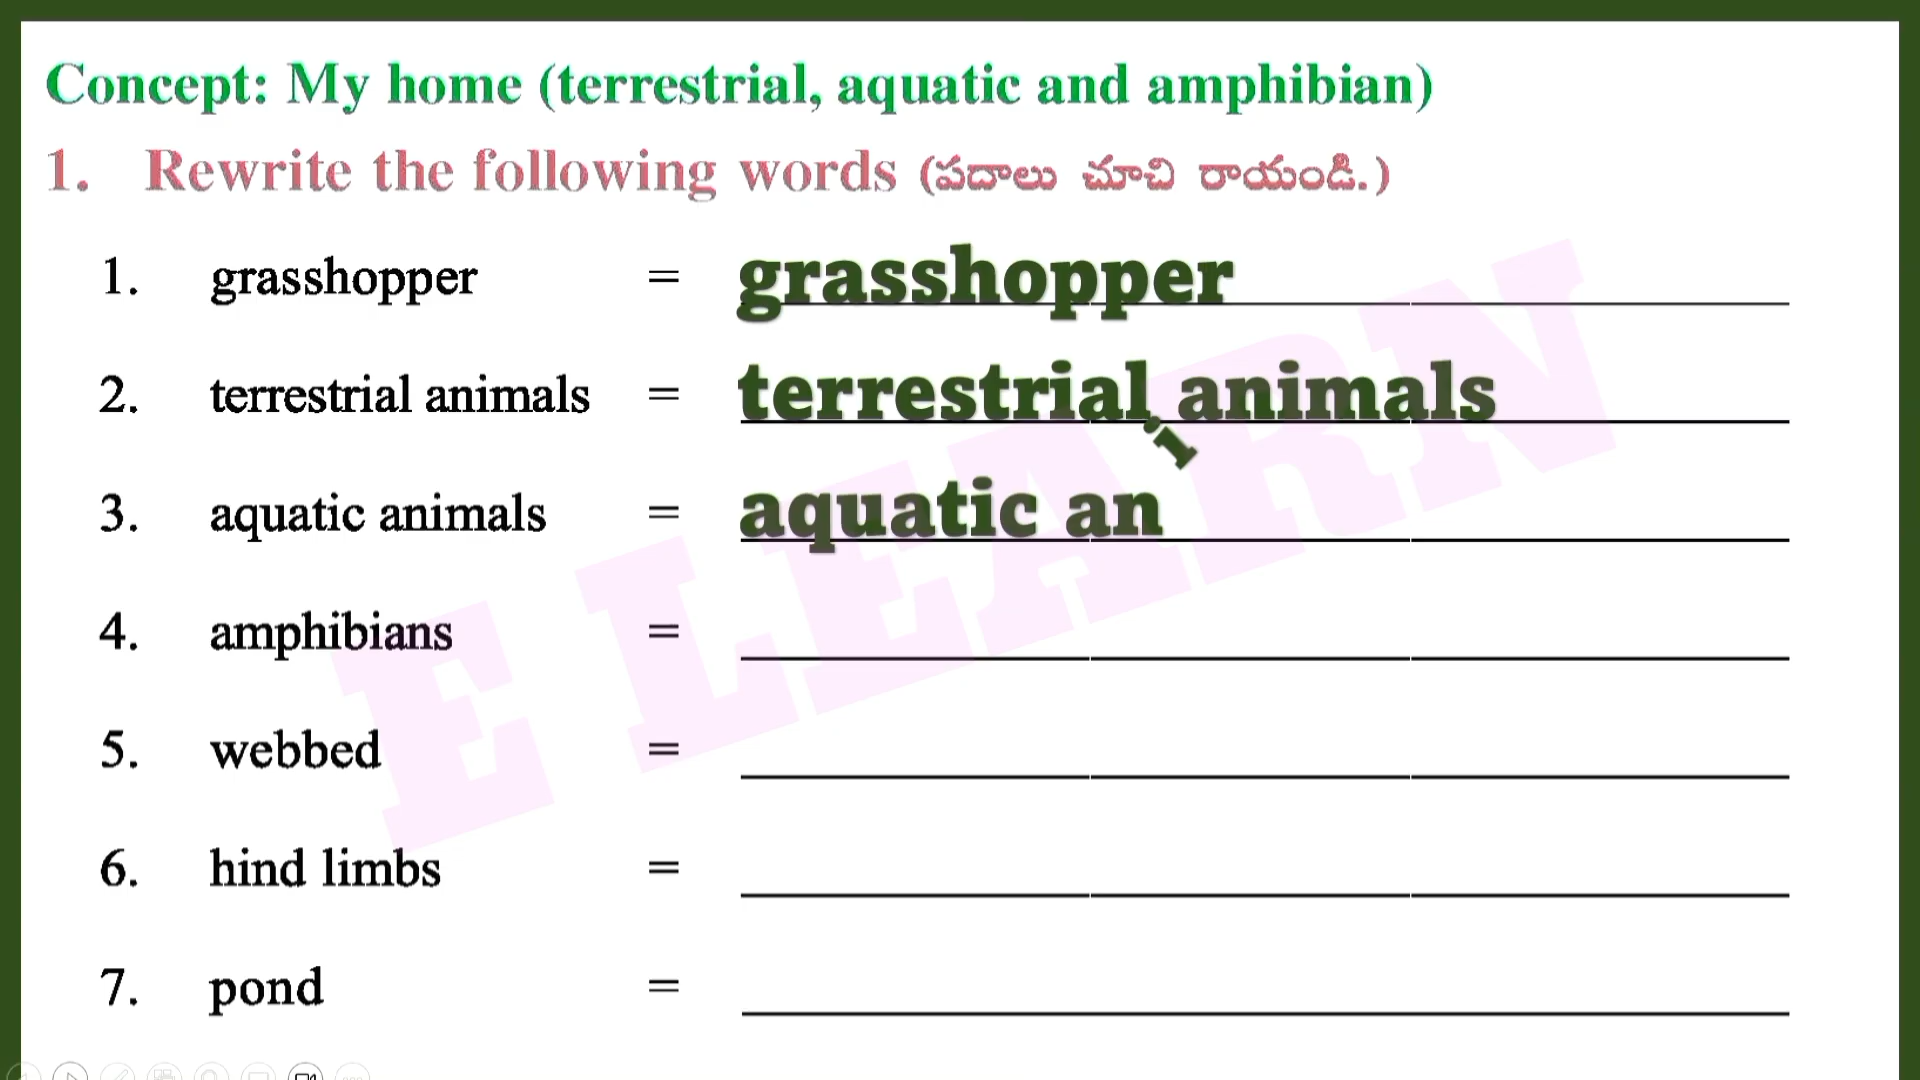 Concept: My home (terrestrial, aquatic and amphibian)
1. Rewrite the following words (పదాలు చూచి రాయండి.)
1. grasshopper = grasshopper
2. terrestrial animals = terrestrial animals
3. aquatic animals = aquatic ani
4. amphibians =
5. webbed =
6. hind limbs =
7. pond =
E LEARN